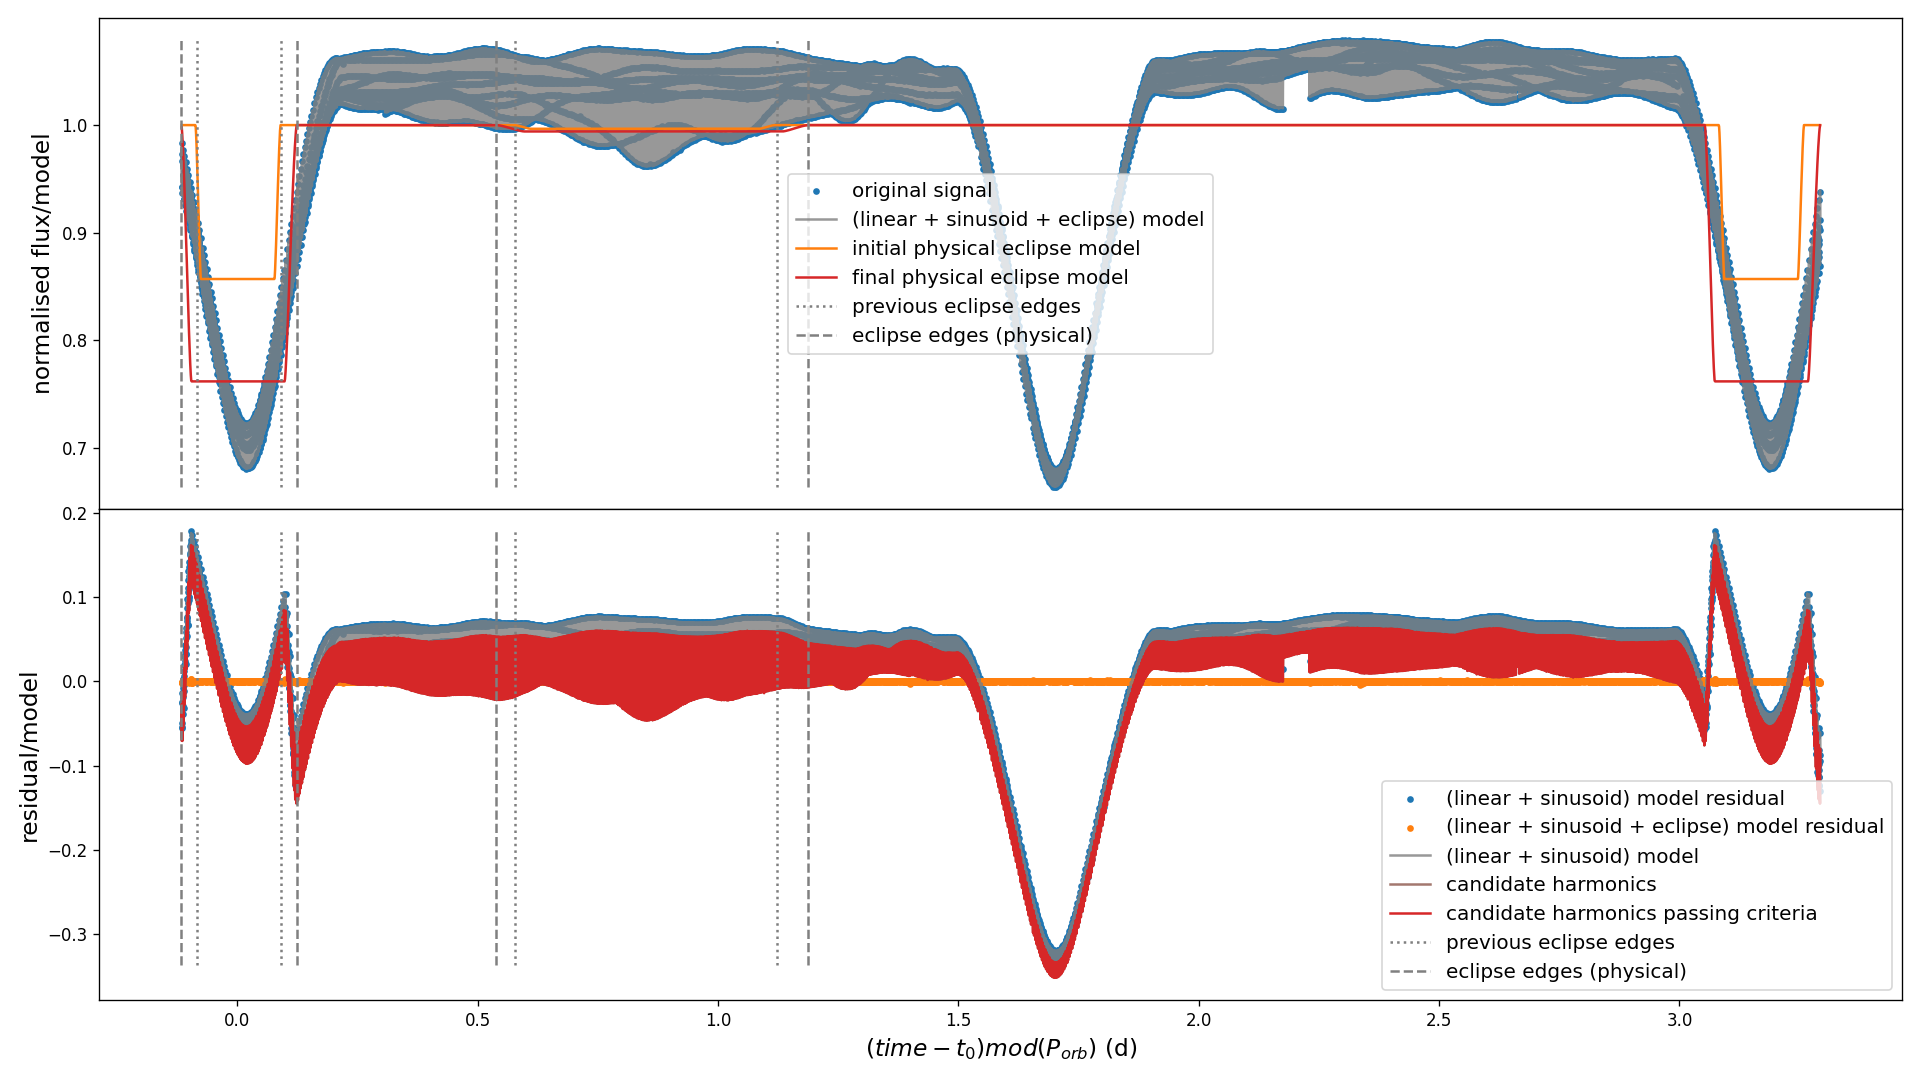 normalised flux/model
1.0
0.9
0.8
0.7
original signal
(linear + sinusoid + eclipse) model
initial physical eclipse model
final physical eclipse model
previous eclipse edges
eclipse edges (physical)
residual/model
0.2
0.1
0.0
−0.1
−0.2
−0.3
(linear + sinusoid) model residual
(linear + sinusoid + eclipse) model residual
(linear + sinusoid) model
candidate harmonics
candidate harmonics passing criteria
previous eclipse edges
eclipse edges (physical)
0.0 0.5 1.0 1.5 2.0 2.5 3.0
(time − t₀)mod(P_orb) (d)